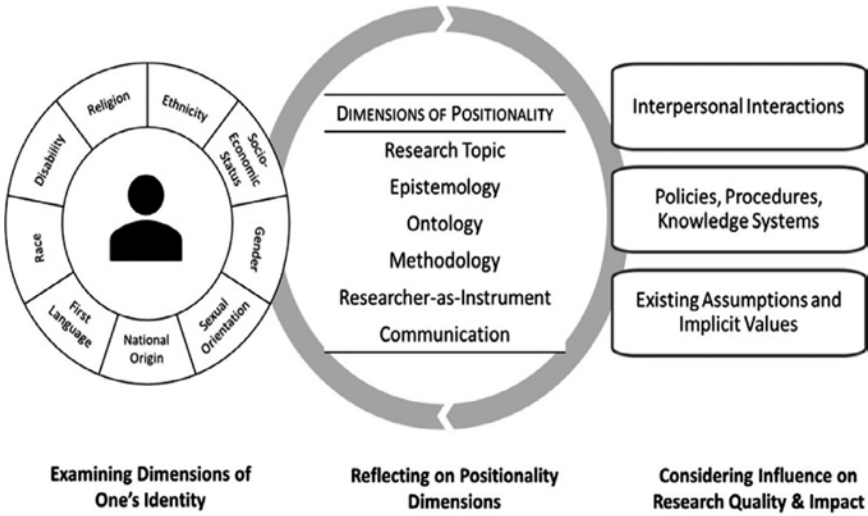 Religion
Ethnicity
Socio-
Economic
Status
Gender
Sexual
Orientation
National
Origin
First
Language
Race
Disability
DIMENSIONS OF POSITIONALITY
Research Topic
Epistemology
Ontology
Methodology
Researcher-as-Instrument
Communication
Interpersonal Interactions
Policies, Procedures,
Knowledge Systems
Existing Assumptions and
Implicit Values
Examining Dimensions of
One's Identity
Reflecting on Positionality
Dimensions
Considering Influence on
Research Quality & Impact